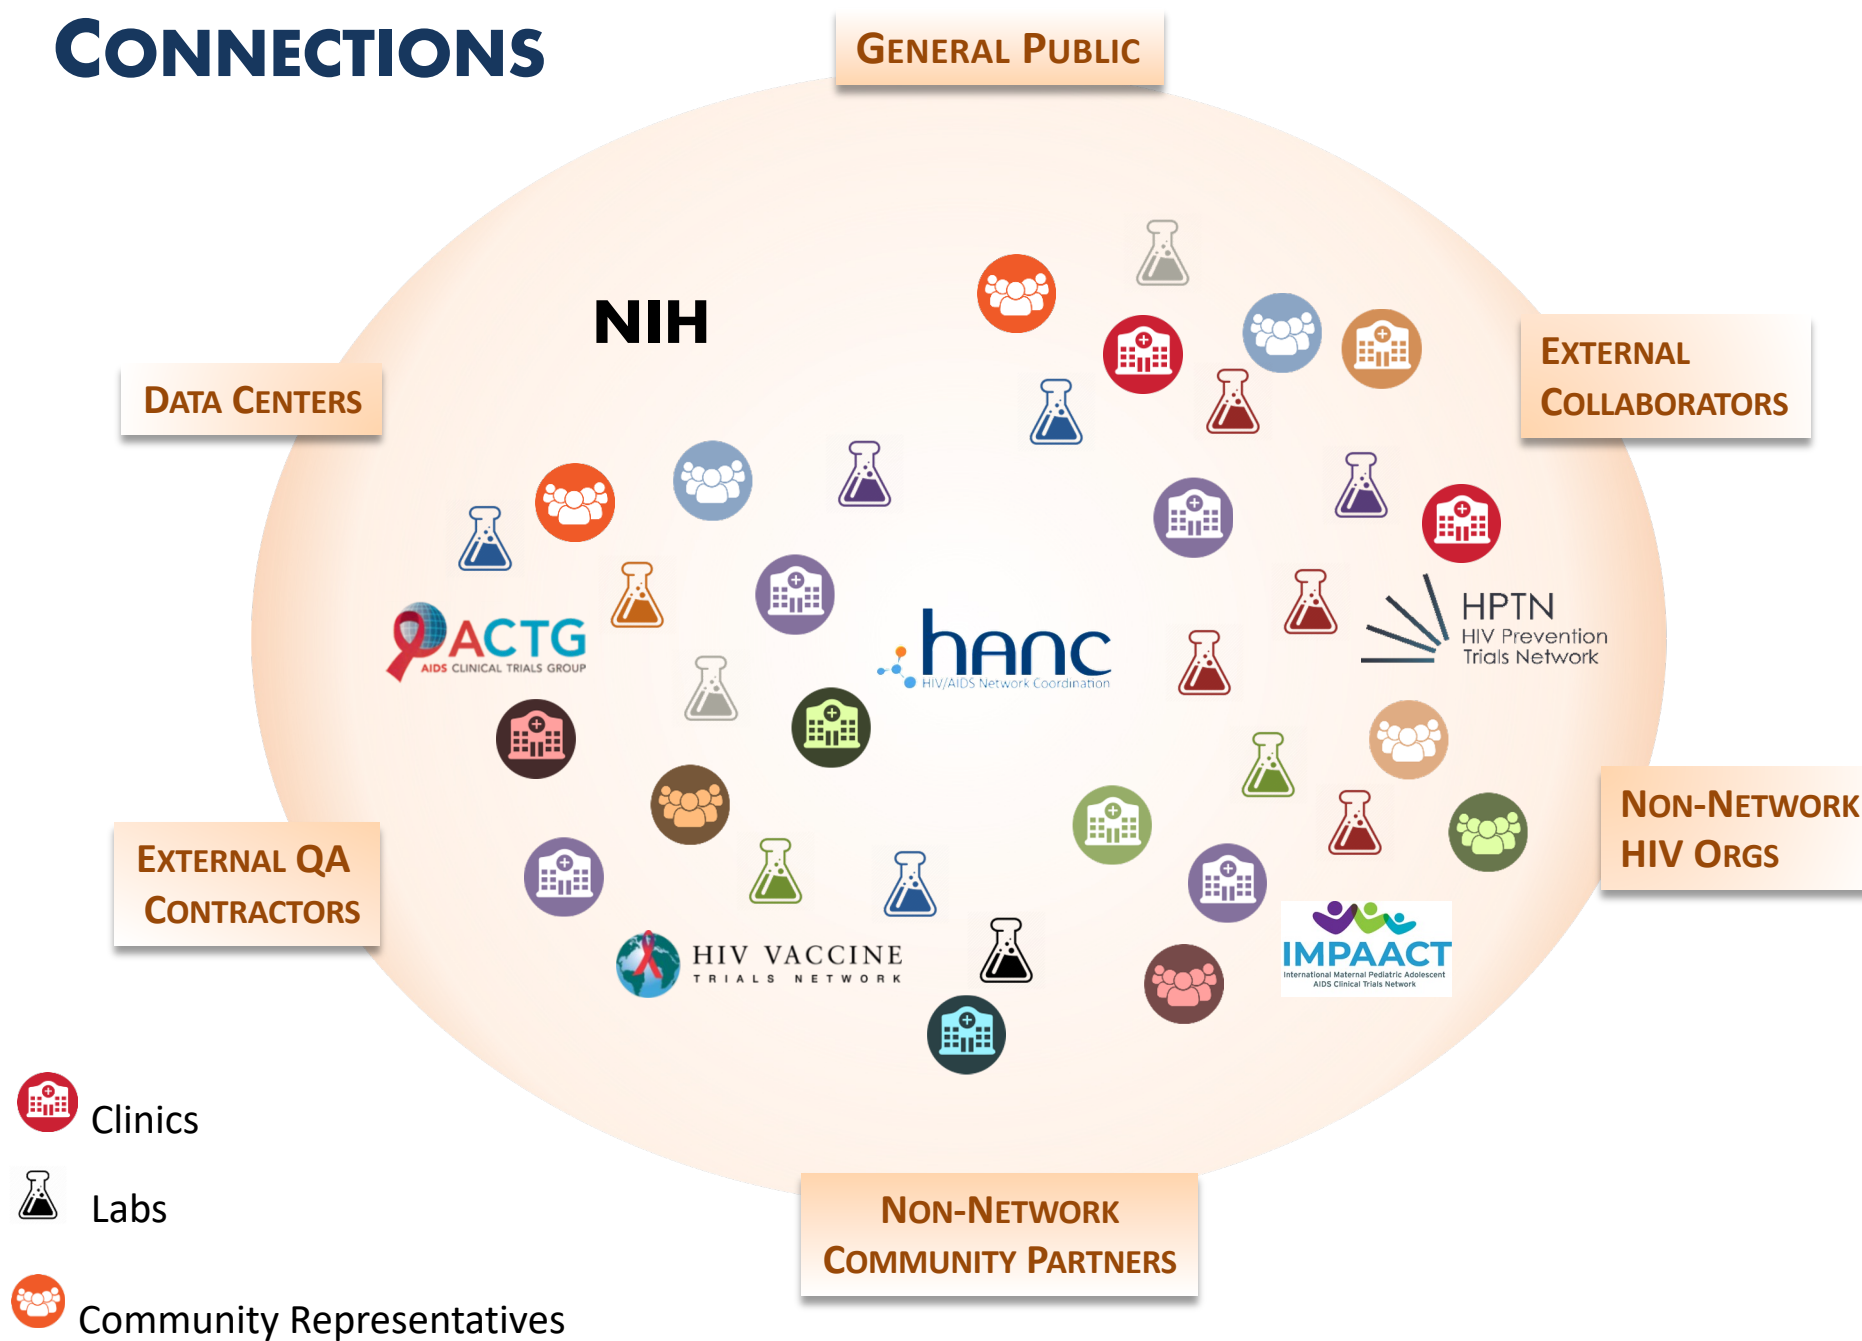 CONNECTIONS
GENERAL PUBLIC
NIH
DATA CENTERS
EXTERNAL
COLLABORATORS
ACTG
AIDS CLINICAL TRIALS GROUP
hanc
HIV/AIDS Network Coordination
HPTN
HIV Prevention
Trials Network
EXTERNAL QA
CONTRACTORS
NON-NETWORK
HIV ORGS
HIV VACCINE
TRIALS NETWORK
IMPAACT
International Maternal Pediatric Adolescent
AIDS Clinical Trials Network
Clinics
Labs
Community Representatives
NON-NETWORK
COMMUNITY PARTNERS